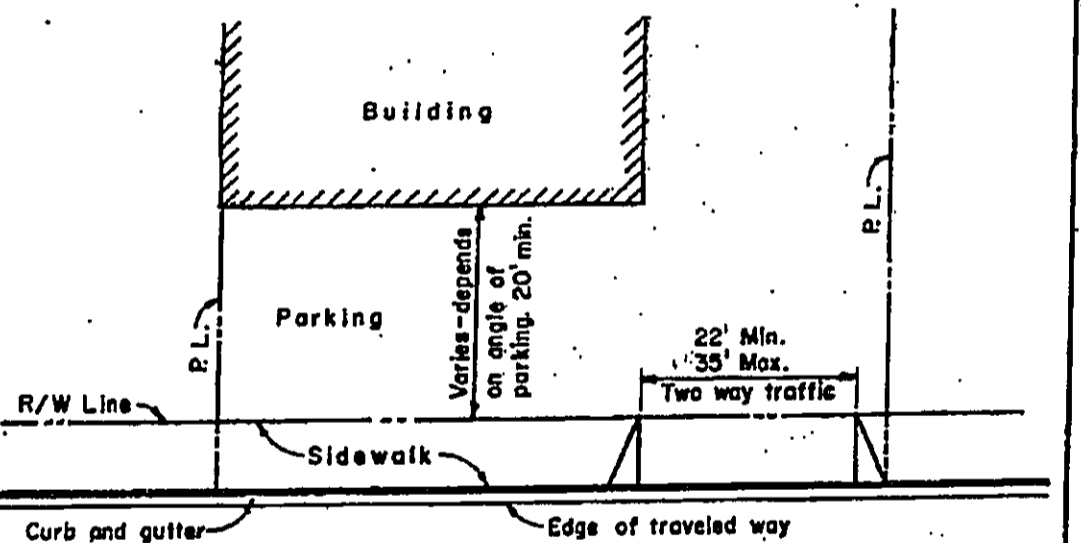 Building
P.L.
Varies-depends
on angle of
parking. 20' min.
Parking
P.L.
22' Min.
35' Max.
Two way traffic
R/W Line
Sidewalk
Curb and gutter
Edge of traveled way